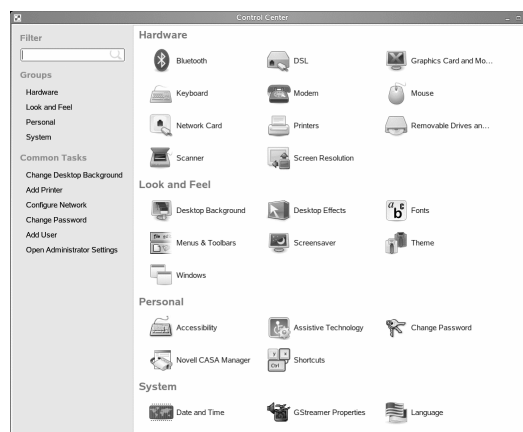 Control Center
Filter
Groups
Hardware
Look and Feel
Personal
System
Common Tasks
Change Desktop Background
Add Printer
Configure Network
Change Password
Add User
Open Administrator Settings
Hardware
Bluetooth
DSL
Graphics Card and Mo...
Keyboard
Modem
Mouse
Network Card
Printers
Removable Drives an...
Scanner
Screen Resolution
Look and Feel
Desktop Background
Desktop Effects
Fonts
Menus & Toolbars
Screensaver
Theme
Windows
Personal
Accessibility
Assistive Technology
Change Password
Novell CASA Manager
Ctrl
Shortcuts
System
Date and Time
GStreamer Properties
Language